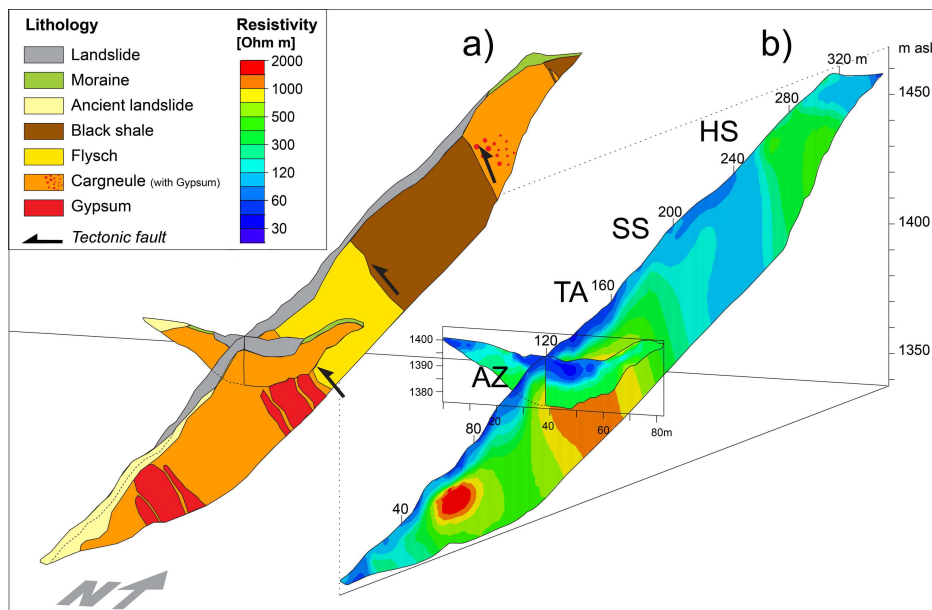 Lithology
Landslide
Moraine
Ancient landslide
Black shale
Flysch
Cargneule (with Gypsum)
Gypsum
Tectonic fault
Resistivity
[Ohm m]
2000
1000
500
300
120
60
30
a)
b)
m asl
1450
1400
1350
320 m
280
HS
240
200
SS
TA
160
120
AZ
80
40
1400
1390
1380
20
40
60
80m
N